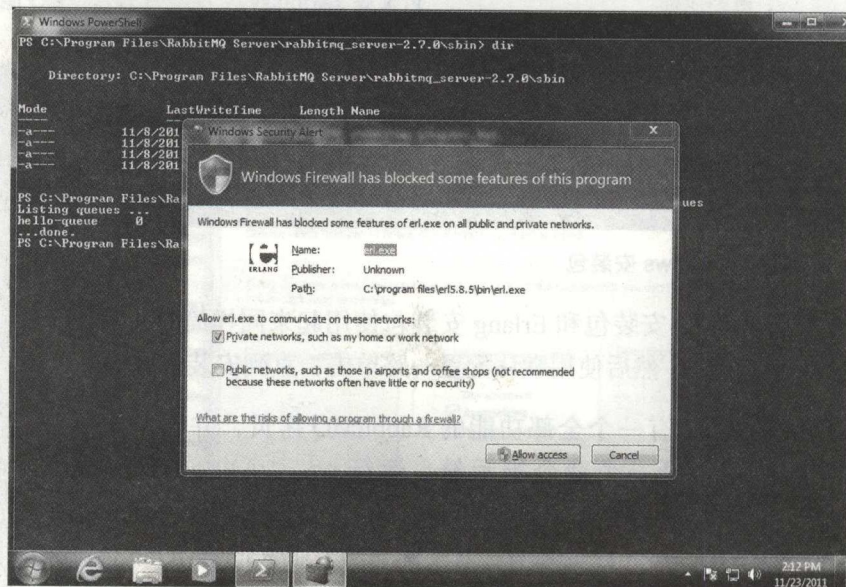 Windows PowerShell
PS C:\Program Files\RabbitMQ Server\rabbitmq_server-2.7.0\sbin> dir
Directory: C:\Program Files\RabbitMQ Server\rabbitmq_server-2.7.0\sbin
Mode LastWriteTime Length Name
-a--- 11/8/201
-a--- 11/8/201
-a--- 11/8/201
-a--- 11/8/201
PS C:\Program Files\Ra ues
Listing queues ...
hello-queue 0
...done.
PS C:\Program Files\Ra
Windows Security Alert
Windows Firewall has blocked some features of this program
Windows Firewall has blocked some features of erl.exe on all public and private networks.
ERLANG
Name: erl.exe
Publisher: Unknown
Path: C:\program files\erl5.8.5\bin\erl.exe
Allow erl.exe to communicate on these networks:
Private networks, such as my home or work network
Public networks, such as those in airports and coffee shops (not recommended
because these networks often have little or no security)
What are the risks of allowing a program through a firewall?
Allow access Cancel
2:12 PM
11/23/2011